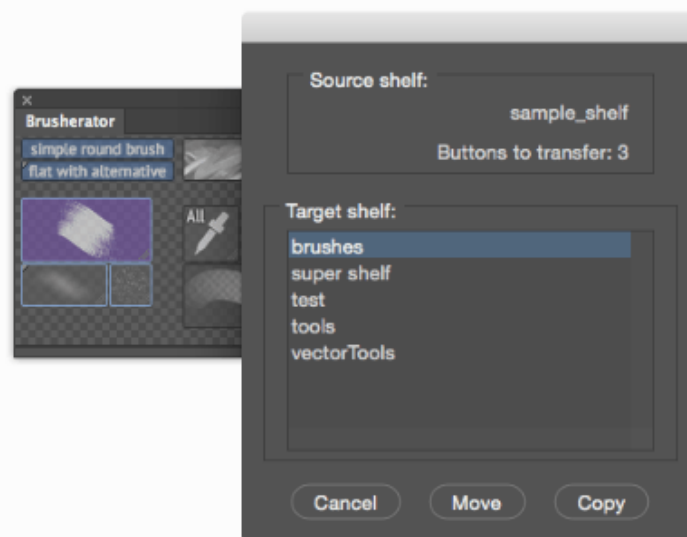 Brusherator
simple round brush
flat with alternative
All
Source shelf:
sample_shelf
Buttons to transfer: 3
Target shelf:
brushes
super shelf
test
tools
vectorTools
Cancel
Move
Copy